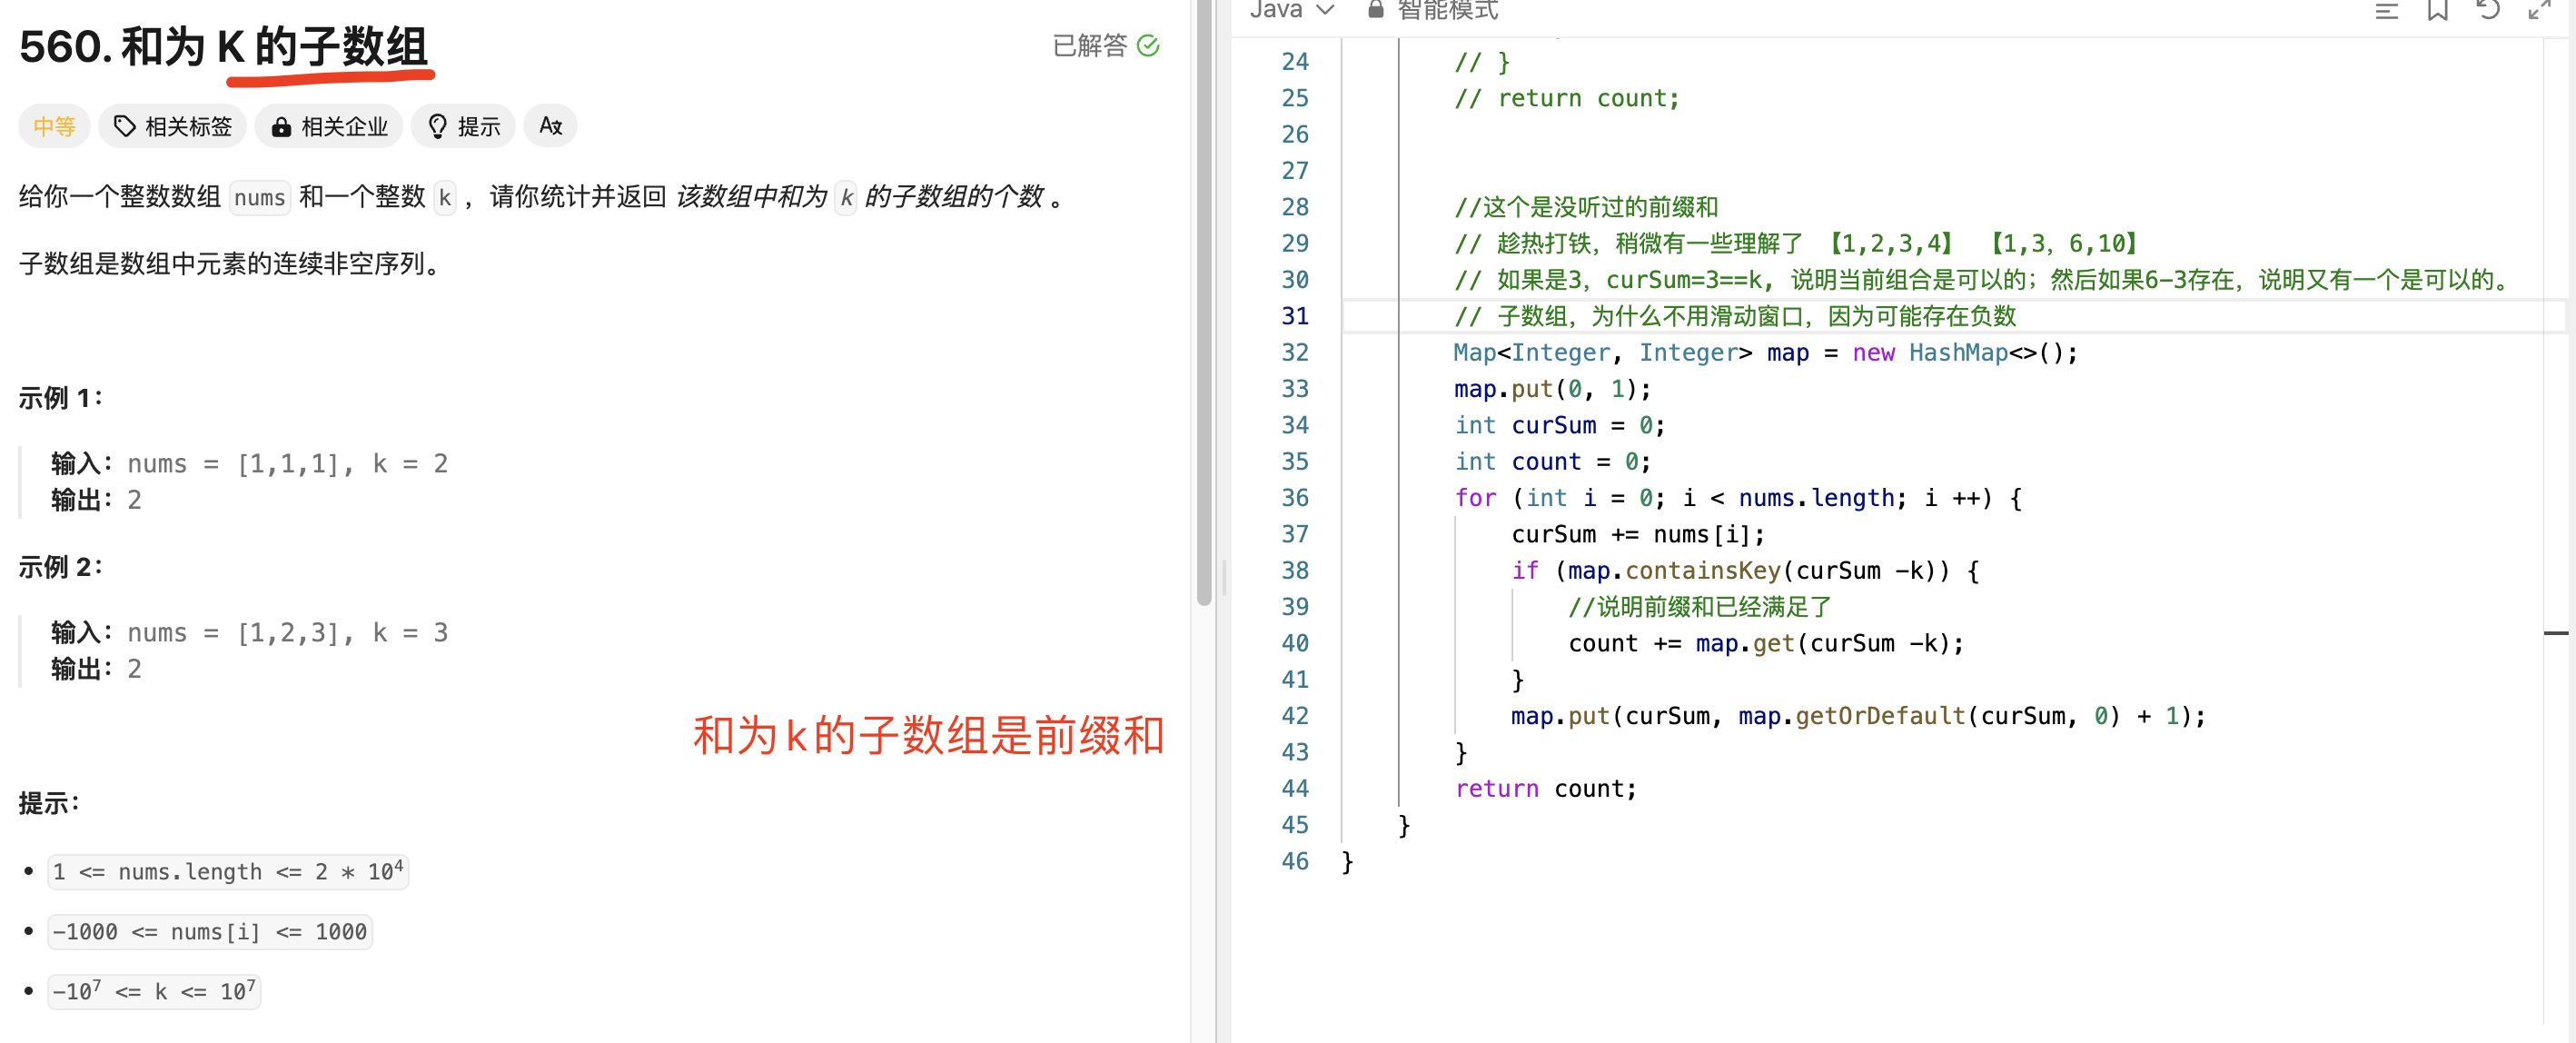 560. 和为 K 的子数组
已解答
中等 相关标签 相关企业 提示 A文
给你一个整数数组 nums 和一个整数 k ，请你统计并返回 该数组中和为 k 的子数组的个数 。
子数组是数组中元素的连续非空序列。
示例 1：
输入：nums = [1,1,1], k = 2
输出：2
示例 2：
输入：nums = [1,2,3], k = 3
输出：2
和为k的子数组是前缀和
提示：
1 <= nums.length <= 2 * 10⁴
-1000 <= nums[i] <= 1000
-10⁷ <= k <= 10⁷
Java 智能模式
24 // }
25 // return count;
26
27
28 //这个是没听过的前缀和
29 // 趁热打铁，稍微有一些理解了 【1,2,3,4】 【1,3，6,10】
30 // 如果是3，curSum=3==k, 说明当前组合是可以的；然后如果6-3存在，说明又有一个是可以的。
31 // 子数组，为什么不用滑动窗口，因为可能存在负数
32 Map<Integer, Integer> map = new HashMap<>();
33 map.put(0, 1);
34 int curSum = 0;
35 int count = 0;
36 for (int i = 0; i < nums.length; i ++) {
37 curSum += nums[i];
38 if (map.containsKey(curSum -k)) {
39 //说明前缀和已经满足了
40 count += map.get(curSum -k);
41 }
42 map.put(curSum, map.getOrDefault(curSum, 0) + 1);
43 }
44 return count;
45 }
46 }